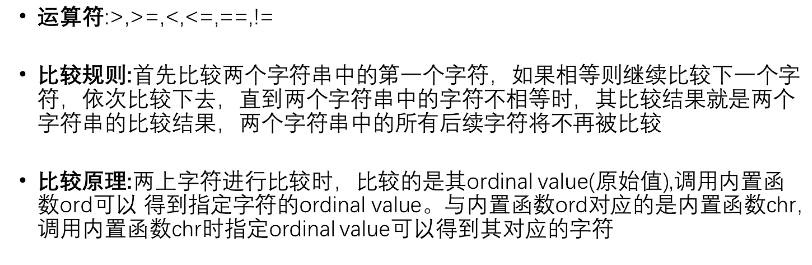 • 运算符:>,>=,<,<=,==,!=
• 比较规则:首先比较两个字符串中的第一个字符，如果相等则继续比较下一个字
符，依次比较下去，直到两个字符串中的字符不相等时，其比较结果就是两个
字符串的比较结果，两个字符串中的所有后续字符将不再被比较
• 比较原理:两上字符进行比较时，比较的是其ordinal value(原始值),调用内置函
数ord可以 得到指定字符的ordinal value。与内置函数ord对应的是内置函数chr,
调用内置函数chr时指定ordinal value可以得到其对应的字符